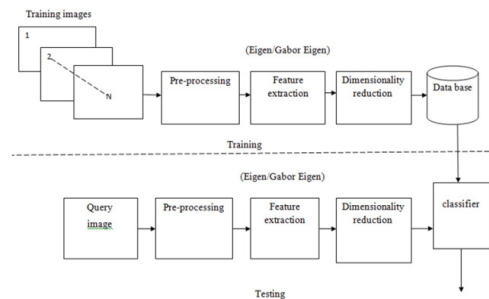 Training images
1
2
N
(Eigen/Gabor Eigen)
Pre-processing
Feature
extraction
Dimensionality
reduction
Data base
Training
(Eigen/Gabor Eigen)
Query
image
Pre-processing
Feature
extraction
Dimensionality
reduction
classifier
Testing